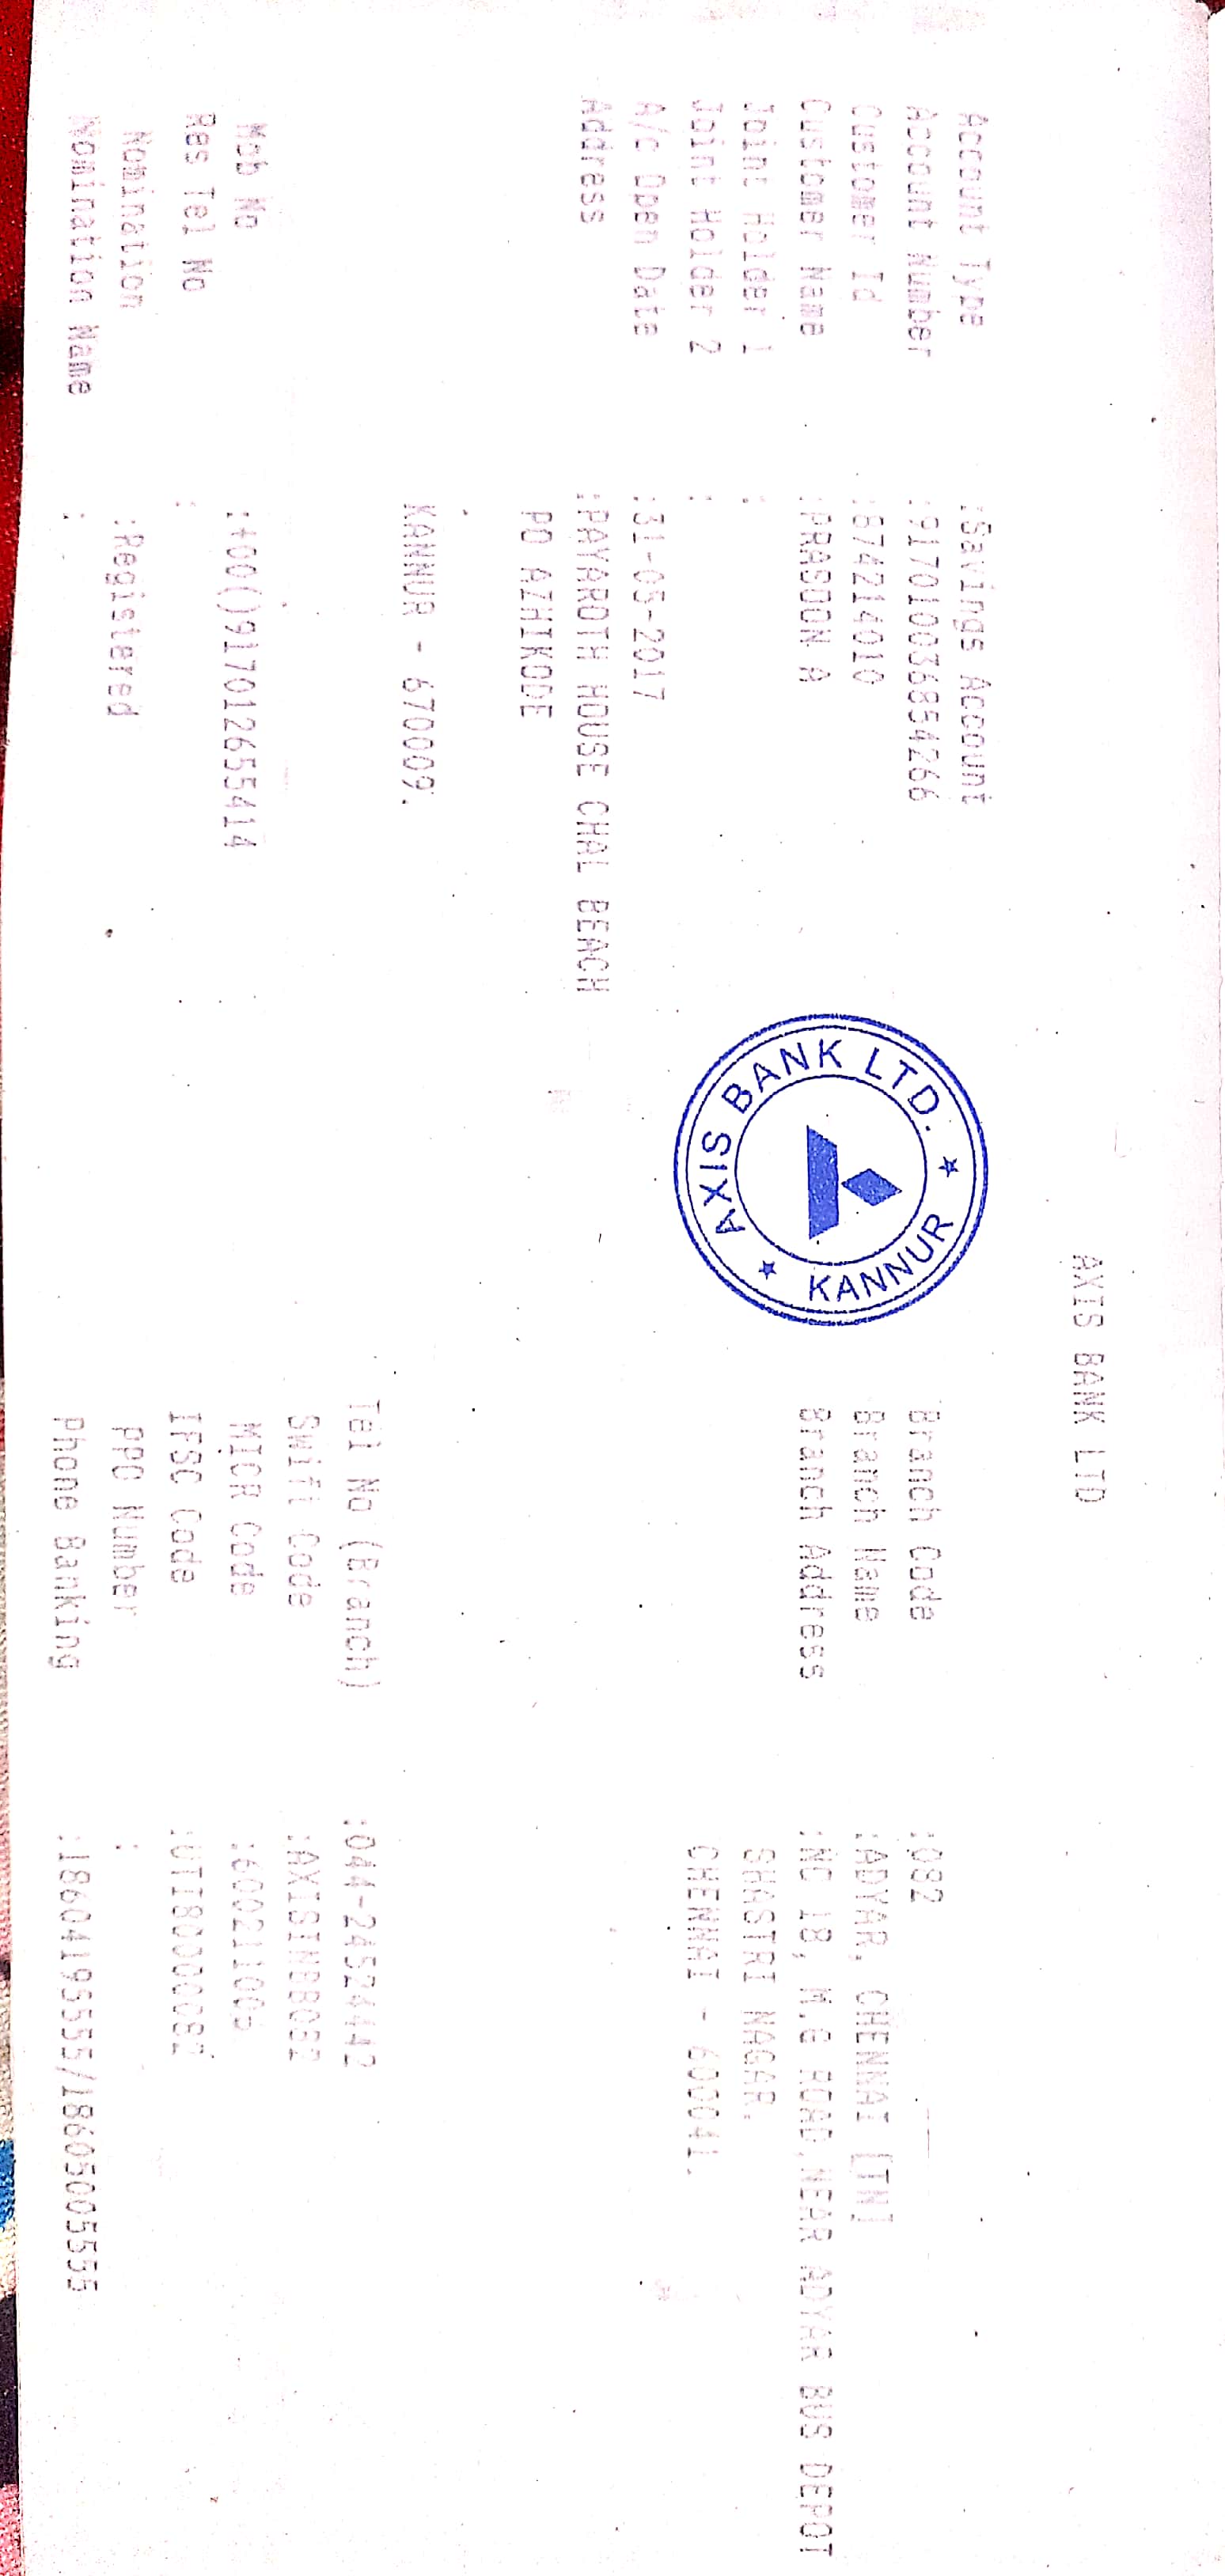 AXIS BANK LTD
Account Type :Savings Account
Account Number :917010036854266 Branch Code :082
Customer Id :874214010 Branch Name :ADYAR, CHENNAI [TN]
Customer Name :PRASOON A Branch Address :NO 18, M.G ROAD,NEAR ADYAR BUS DEPOT
Joint Holder 1 : SHASTRI NAGAR,
Joint Holder 2 : CHENNAI - 600041.
A/c Open Date :31-05-2017
Address :PAYAROTH HOUSE CHAL BEACH
PO AZHIKODE
KANNUR - 670009.
Tel No (Branch) :044-24524442
Swift Code :AXISINBB082
Mob No :+00()917012655414 MICR Code :600211005
Res Tel No : IFSC Code :UTIB0000082
Nomination :Registered PPC Number :
Nomination Name : Phone Banking :18604195555/18605005555
AXIS BANK LTD.
KANNUR